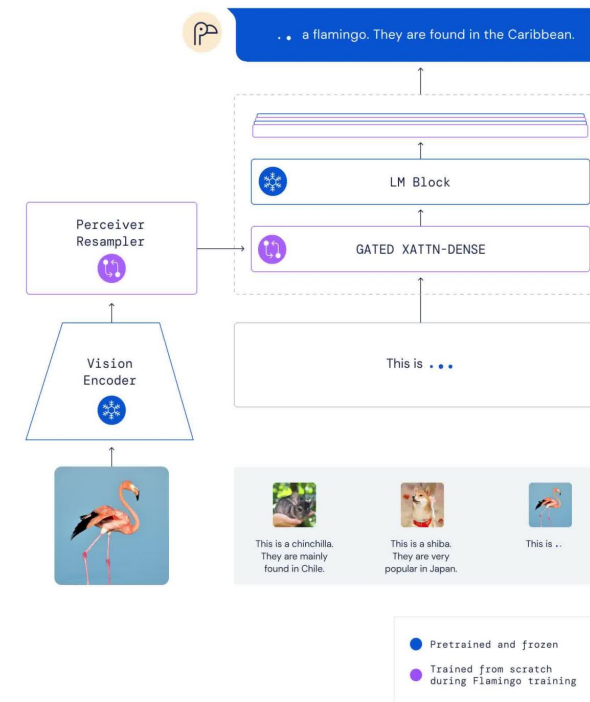 . . a flamingo. They are found in the Caribbean.
LM Block
Perceiver
Resampler
GATED XATTN-DENSE
Vision
Encoder
This is ...
This is a chinchilla.
They are mainly
found in Chile.
This is a shiba.
They are very
popular in Japan.
This is ..
Pretrained and frozen
Trained from scratch
during Flamingo training